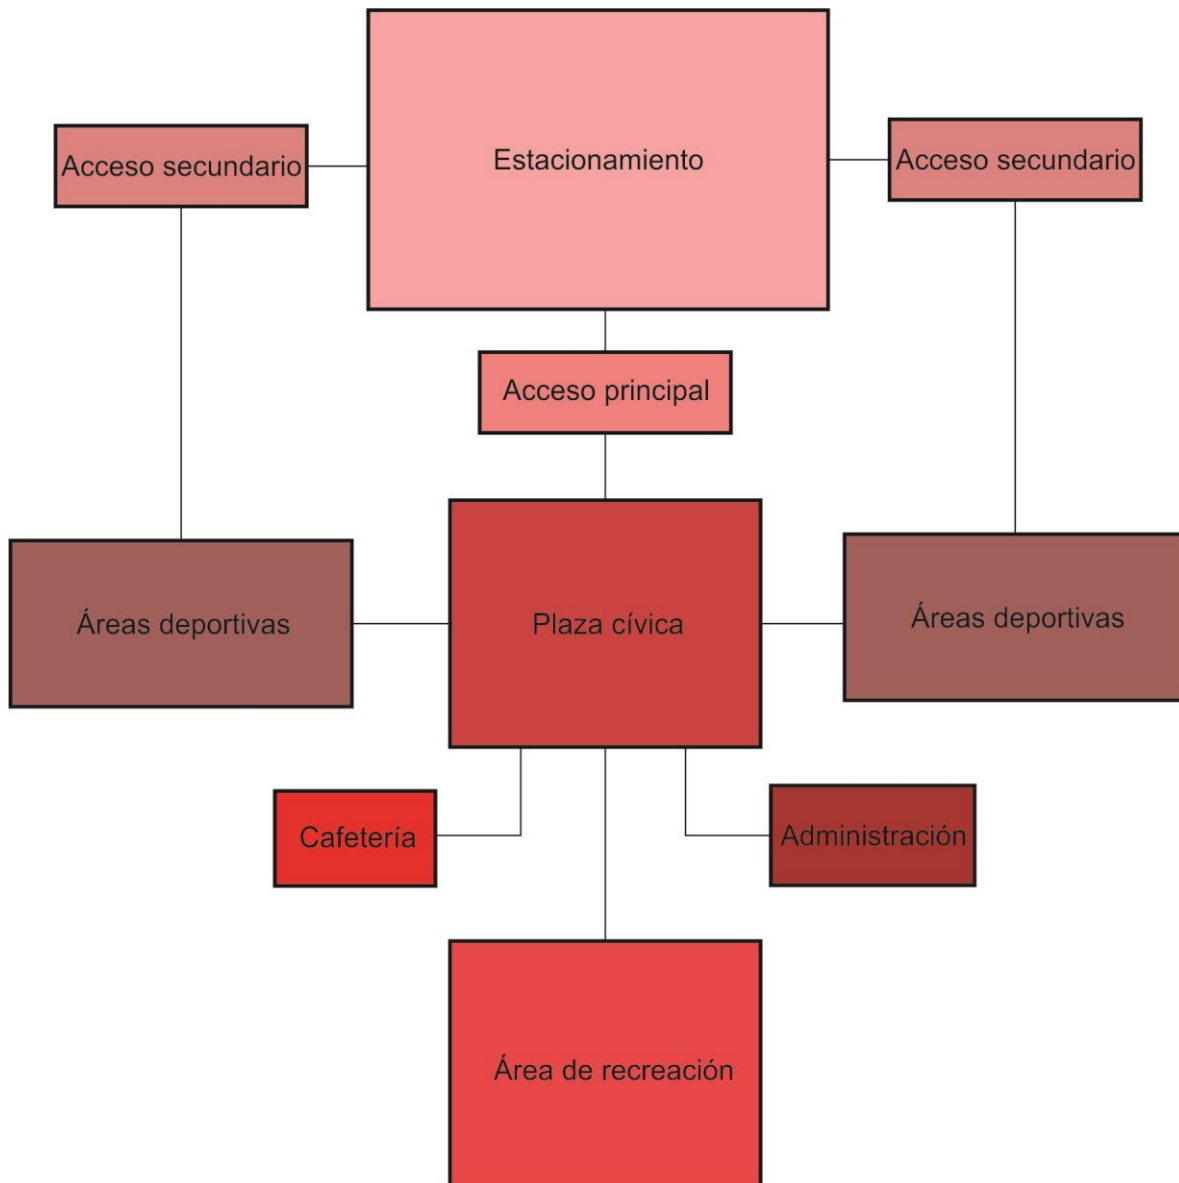 Estacionamiento
Acceso secundario
Acceso secundario
Acceso principal
Áreas deportivas
Plaza cívica
Áreas deportivas
Cafetería
Administración
Área de recreación